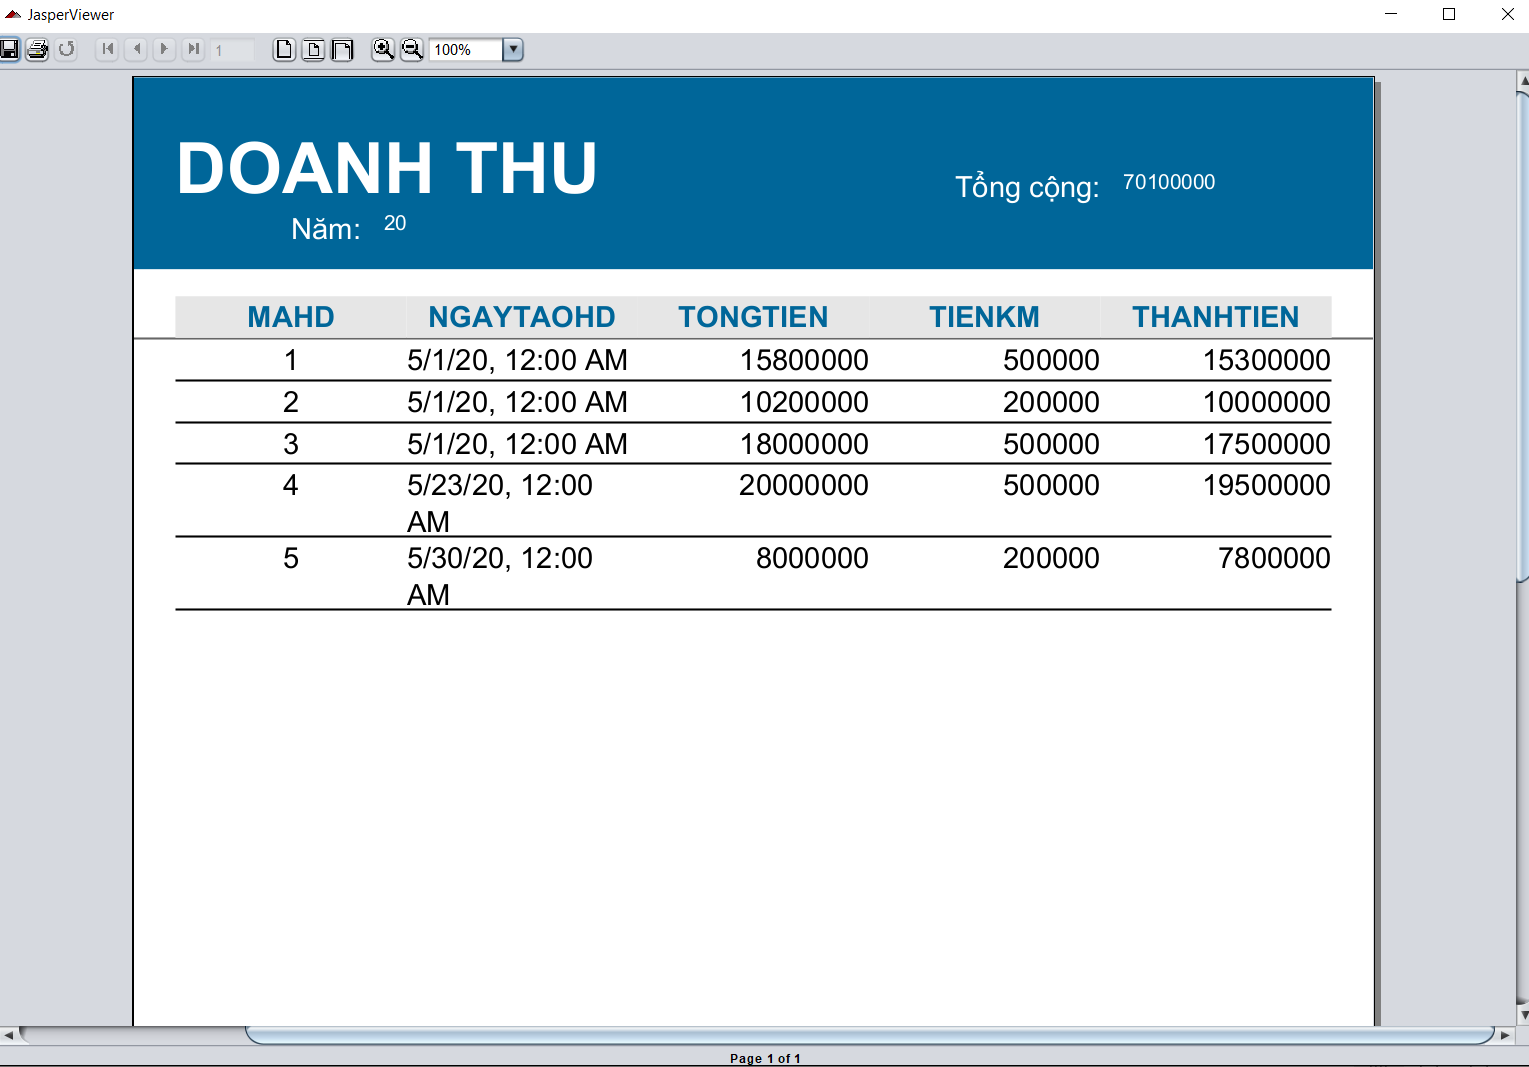 JasperViewer
1
100%
DOANH THU
Tổng cộng: 70100000
Năm: 20
MAHD NGAYTAOHD TONGTIEN TIENKM THANHTIEN
1 5/1/20, 12:00 AM 15800000 500000 15300000
2 5/1/20, 12:00 AM 10200000 200000 10000000
3 5/1/20, 12:00 AM 18000000 500000 17500000
4 5/23/20, 12:00 20000000 500000 19500000
AM
5 5/30/20, 12:00 8000000 200000 7800000
AM
Page 1 of 1